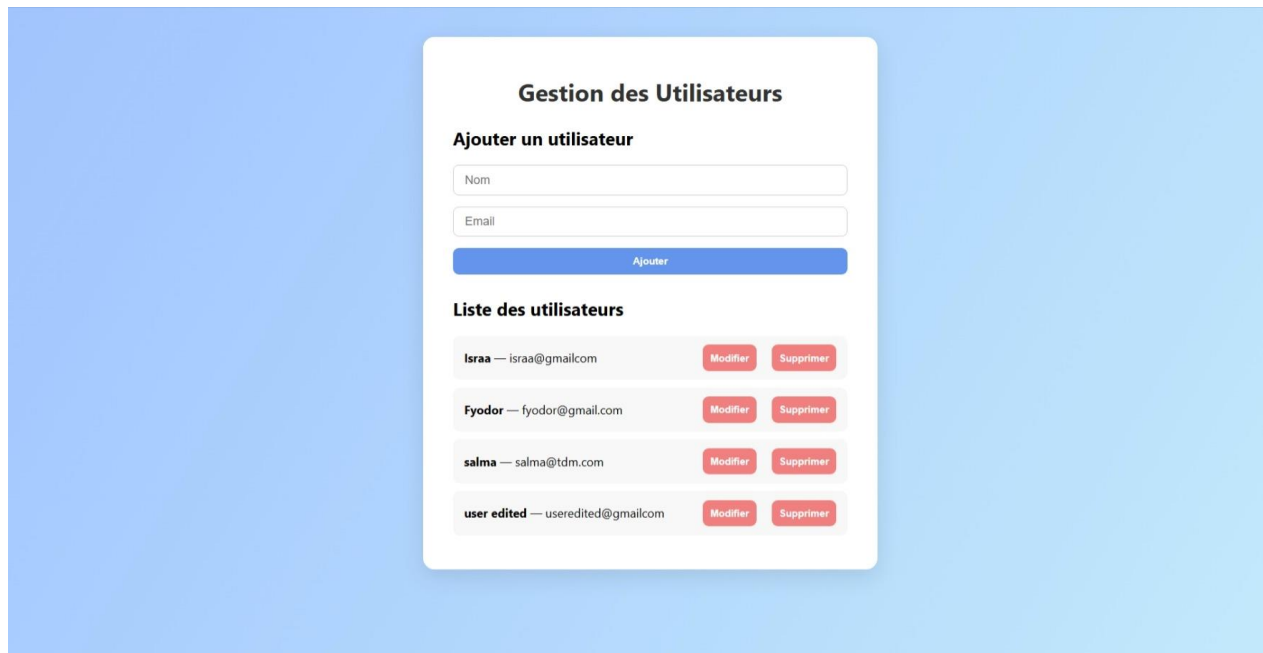 Gestion des Utilisateurs
Ajouter un utilisateur
Nom
Email
Ajouter
Liste des utilisateurs
Israa — israa@gmailcom Modifier Supprimer
Fyodor — fyodor@gmail.com Modifier Supprimer
salma — salma@tdm.com Modifier Supprimer
user edited — useredited@gmailcom Modifier Supprimer